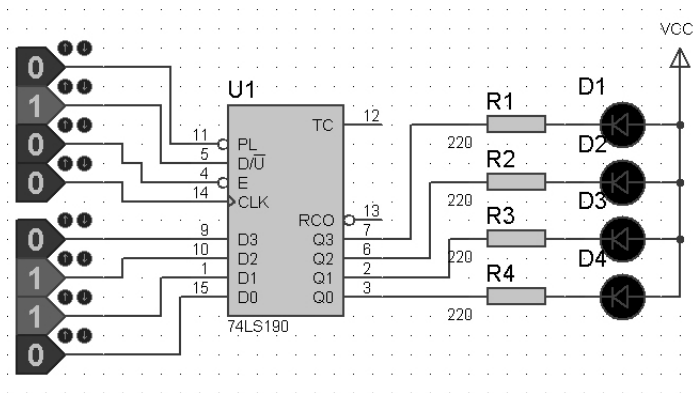 VCC
0
1
0
0
0
1
1
0
U1
11 PL
5 D/U̅
4 E
14 CLK
9 D3
10 D2
1 D1
15 D0
TC 12
RCO 13
Q3 7
Q2 6
Q1 2
Q0 3
74LS190
R1
220
R2
220
R3
220
R4
220
D1
D2
D3
D4